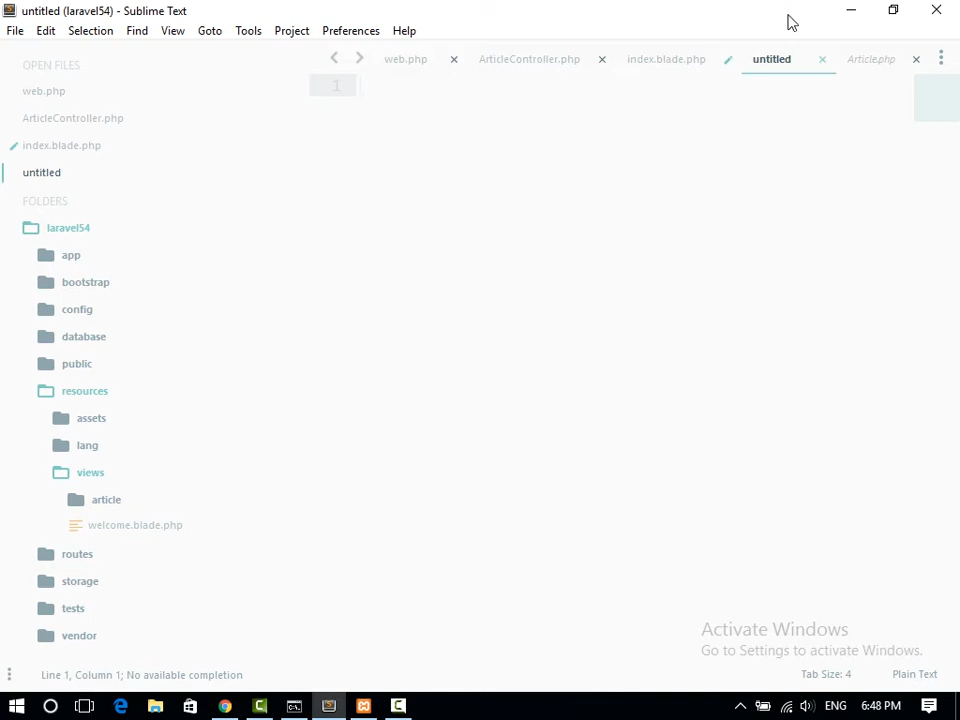 untitled (laravel54) - Sublime Text
File Edit Selection Find View Goto Tools Project Preferences Help
web.php ArticleController.php index.blade.php untitled Article.php
OPEN FILES
web.php
ArticleController.php
index.blade.php
untitled
FOLDERS
laravel54
app
bootstrap
config
database
public
resources
assets
lang
views
article
welcome.blade.php
routes
storage
tests
vendor
1
Activate Windows
Go to Settings to activate Windows.
Line 1, Column 1; No available completion
Tab Size: 4 Plain Text
ENG 6:48 PM